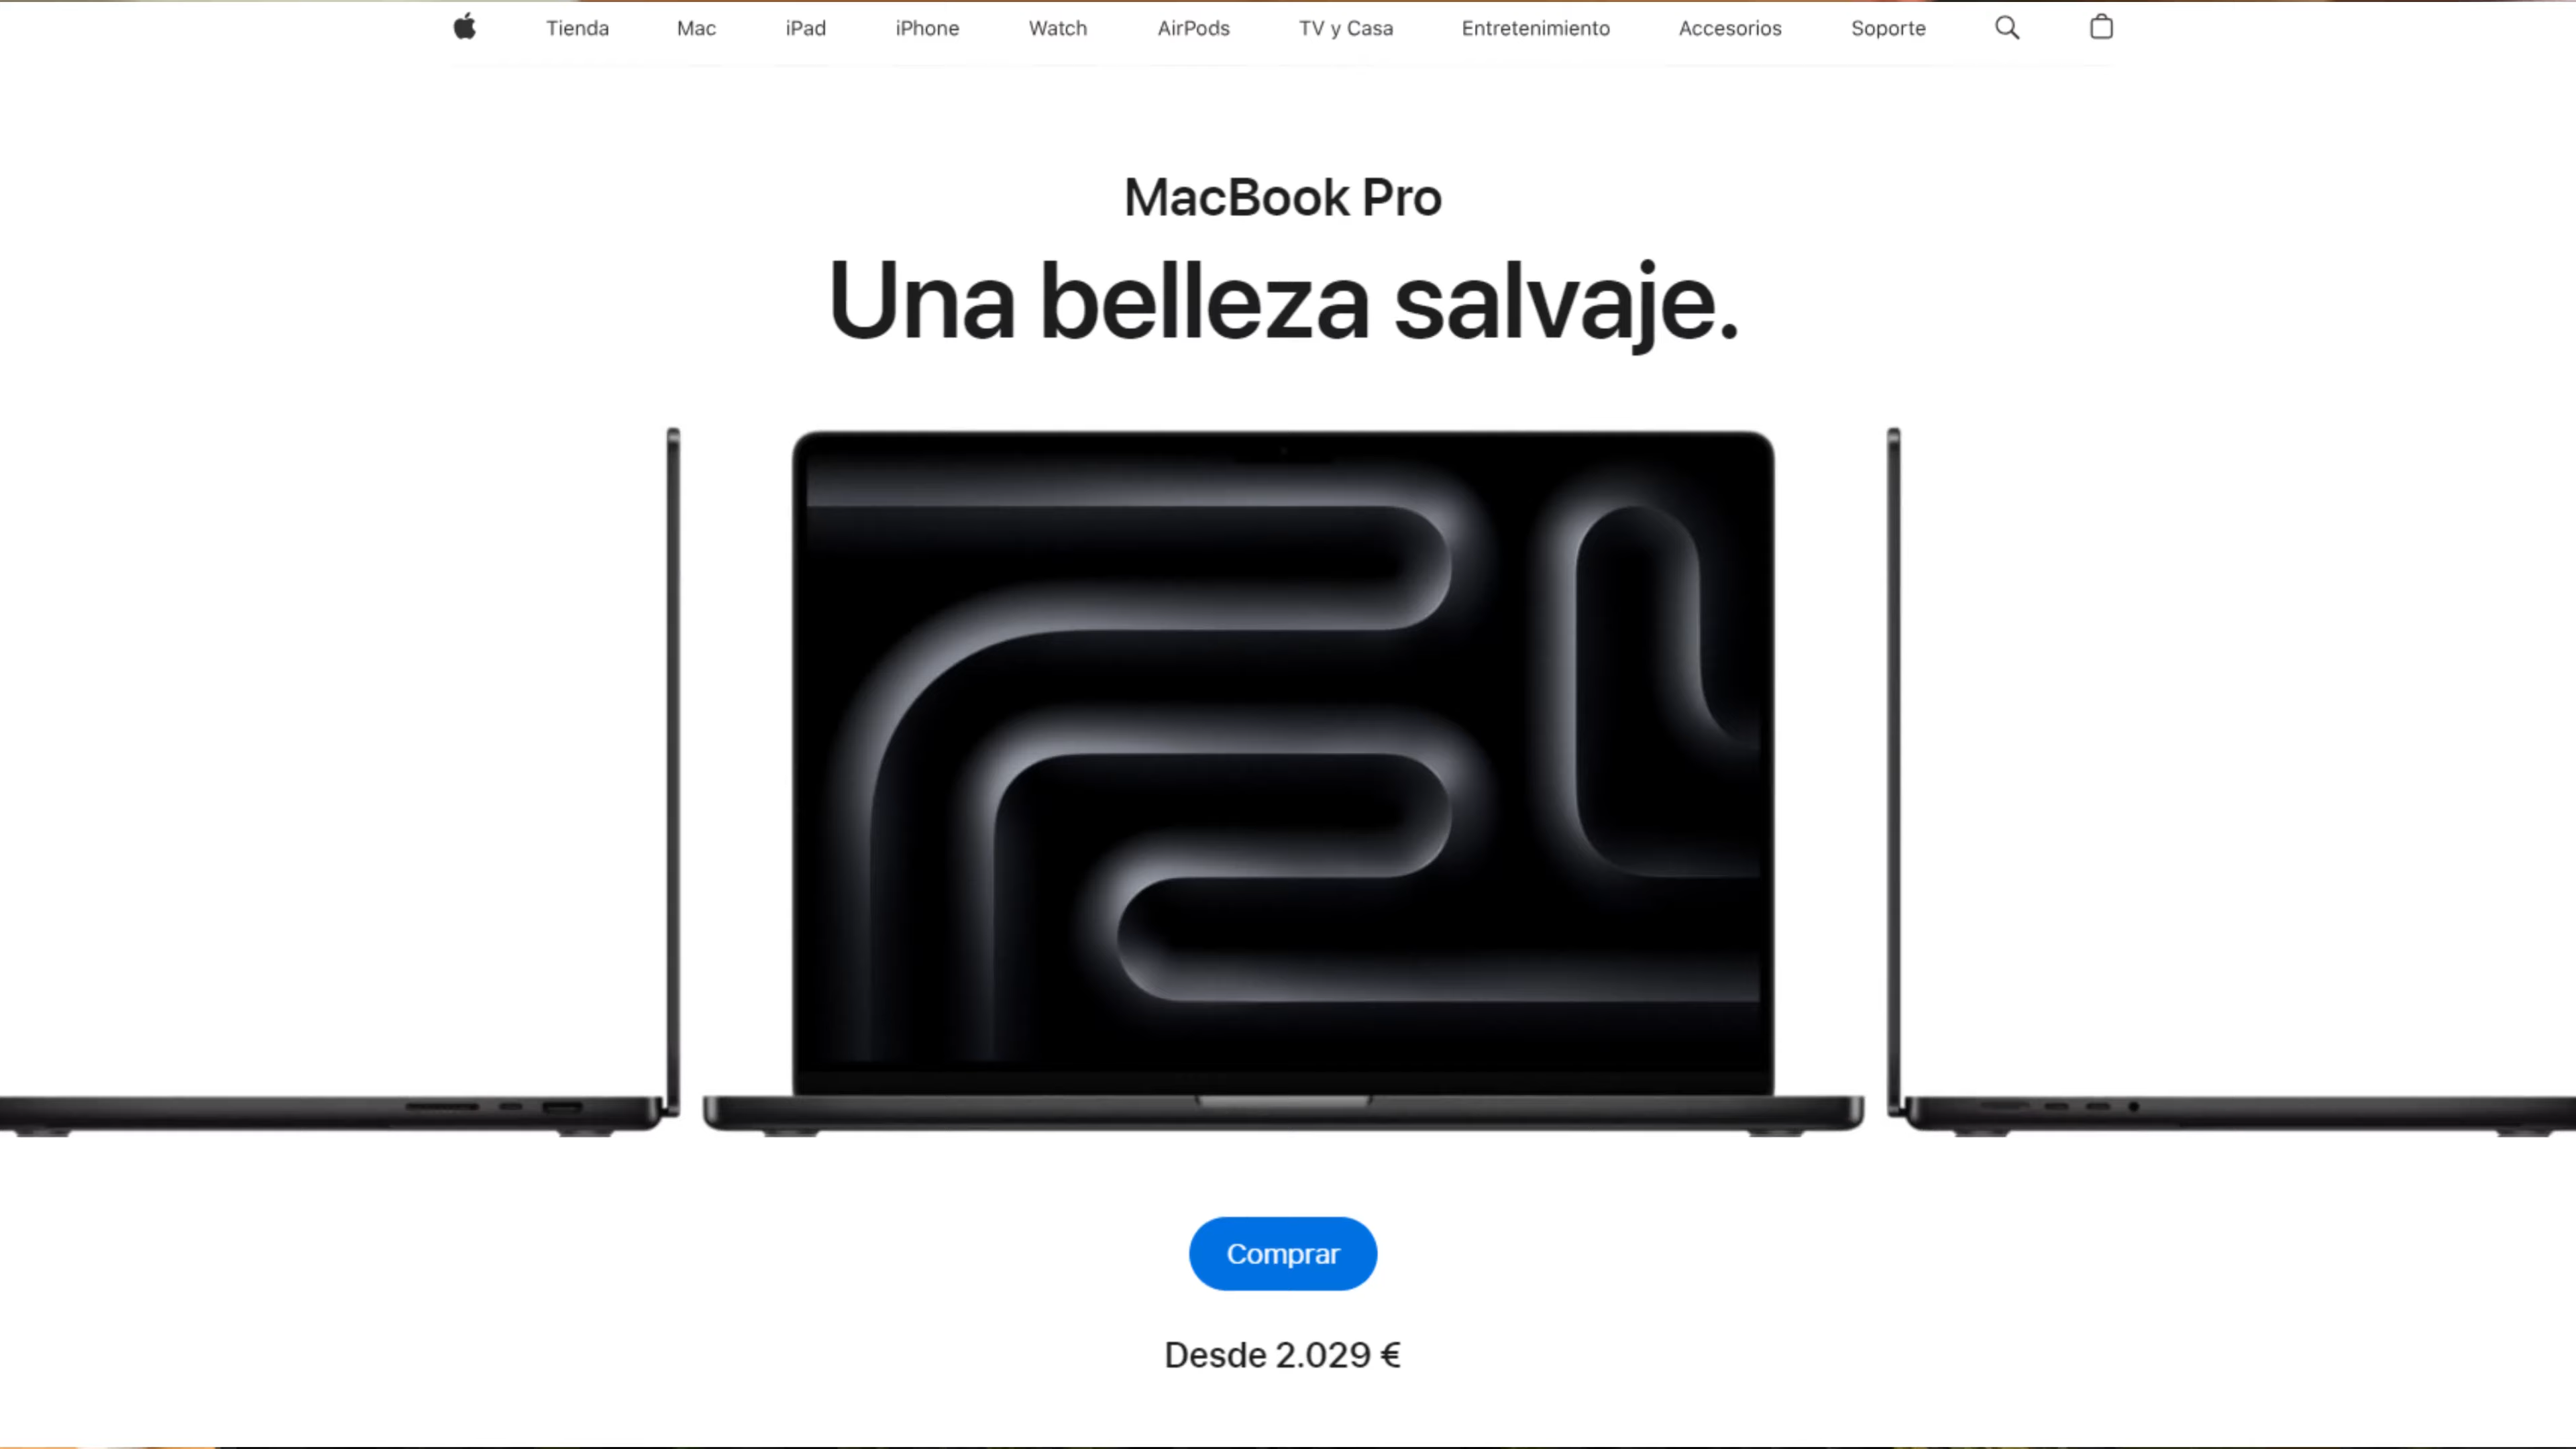 Tienda Mac iPad iPhone Watch AirPods TV y Casa Entretenimiento Accesorios Soporte
MacBook Pro
Una belleza salvaje.
Comprar
Desde 2.029 €